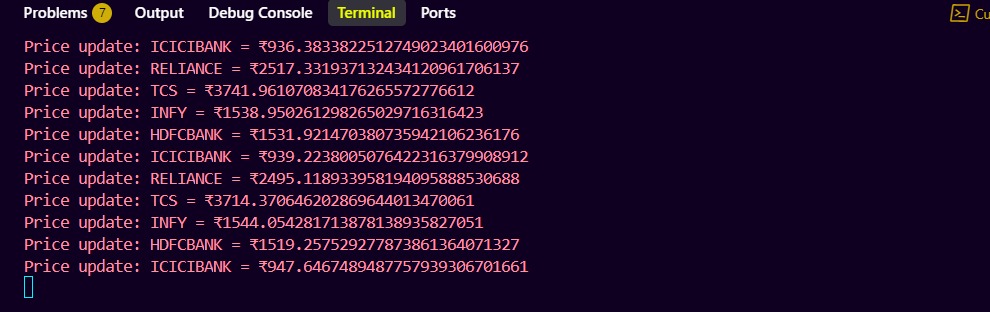 Problems 7 Output Debug Console Terminal Ports Cu
Price update: ICICIBANK = ₹936.3833822512749023401600976
Price update: RELIANCE = ₹2517.331937132434120961706137
Price update: TCS = ₹3741.961070834176265572776612
Price update: INFY = ₹1538.950261298265029716316423
Price update: HDFCBANK = ₹1531.921470380735942106236176
Price update: ICICIBANK = ₹939.2238005076422316379908912
Price update: RELIANCE = ₹2495.118933958194095888530688
Price update: TCS = ₹3714.370646202869644013470061
Price update: INFY = ₹1544.054281713878138935827051
Price update: HDFCBANK = ₹1519.257529277873861364071327
Price update: ICICIBANK = ₹947.6467489487757939306701661